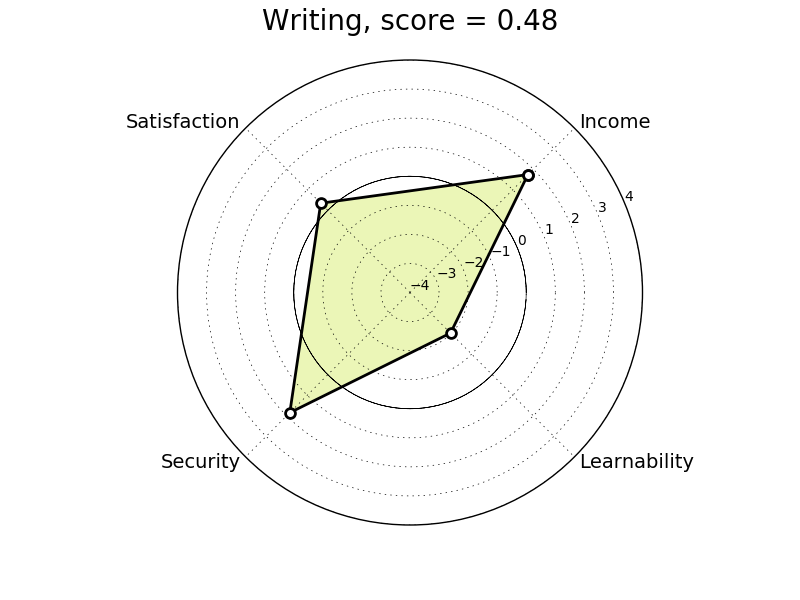 Writing, score = 0.48
Satisfaction
Income
4
3
2
1
0
−1
−2
−3
−4
Security
Learnability